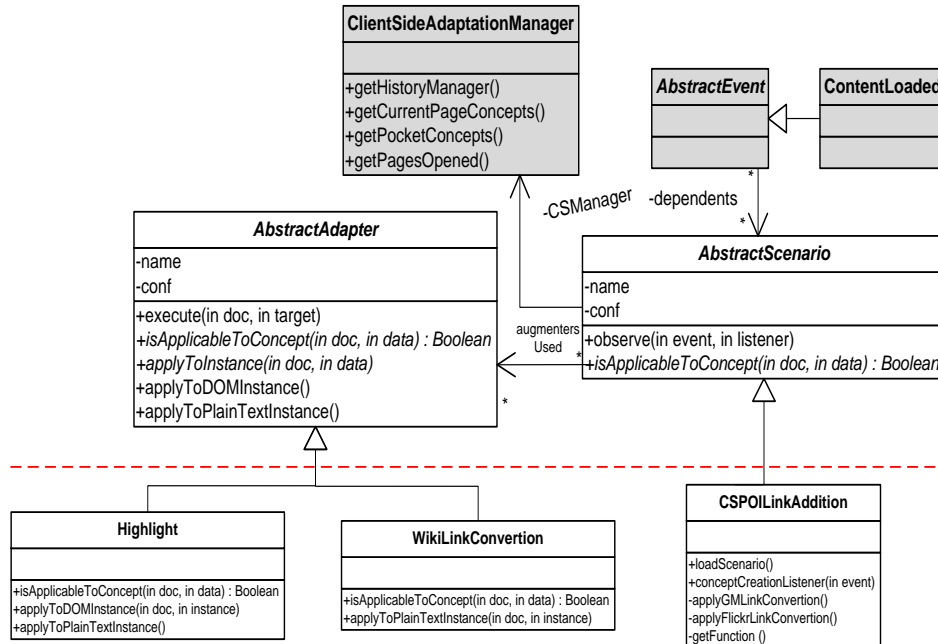 ClientSideAdaptationManager
+getHistoryManager()
+getCurrentPageConcepts()
+getPocketConcepts()
+getPagesOpened()
AbstractEvent
ContentLoaded
*
-CSManager
-dependents
*
AbstractAdapter
-name
-conf
+execute(in doc, in target)
+isApplicableToConcept(in doc, in data) : Boolean
+applyToInstance(in doc, in data)
+applyToDOMInstance()
+applyToPlainTextInstance()
augmenters
Used
*
*
AbstractScenario
-name
-conf
+observe(in event, in listener)
+isApplicableToConcept(in doc, in data) : Boolean
Highlight
+isApplicableToConcept(in doc, in data) : Boolean
+applyToDOMInstance(in doc, in instance)
+applyToPlainTextInstance()
WikiLinkConvertion
+isApplicableToConcept(in doc, in data) : Boolean
+applyToPlainTextInstance(in doc, in instance)
CSPOILinkAddition
+loadScenario()
+conceptCreationListener(in event)
-applyGMLinkConvertion()
-applyFlickrLinkConvertion()
-getFunction ()